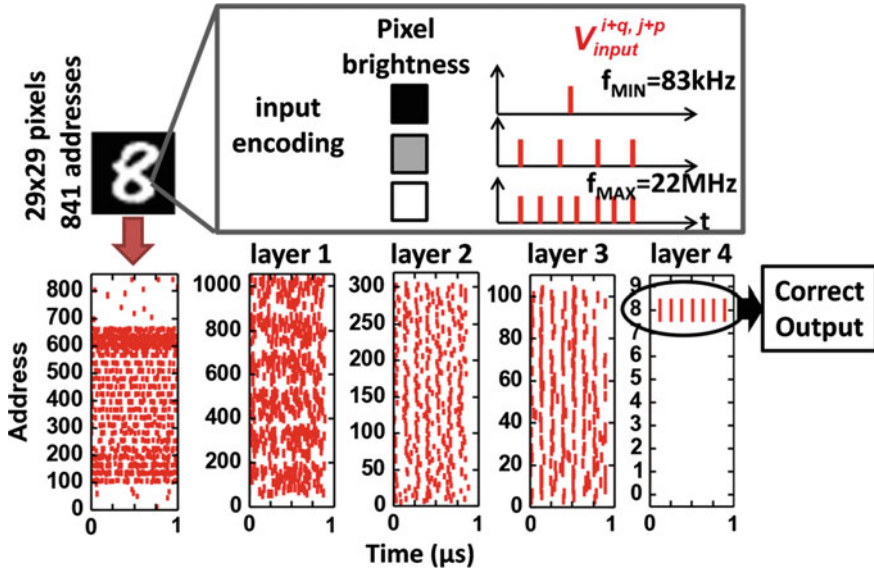 29x29 pixels
841 addresses
input
encoding
Pixel
brightness
V input i+q, j+p
fMIN=83kHz
fMAX=22MHz
t
layer 1
layer 2
layer 3
layer 4
Address
800
700
600
500
400
300
200
100
0
0
1
1000
800
600
400
200
0
0
1
300
250
200
150
100
50
0
0
1
100
80
60
40
20
0
0
1
9
8
7
6
5
4
3
2
1
0
0
1
Correct
Output
Time (µs)